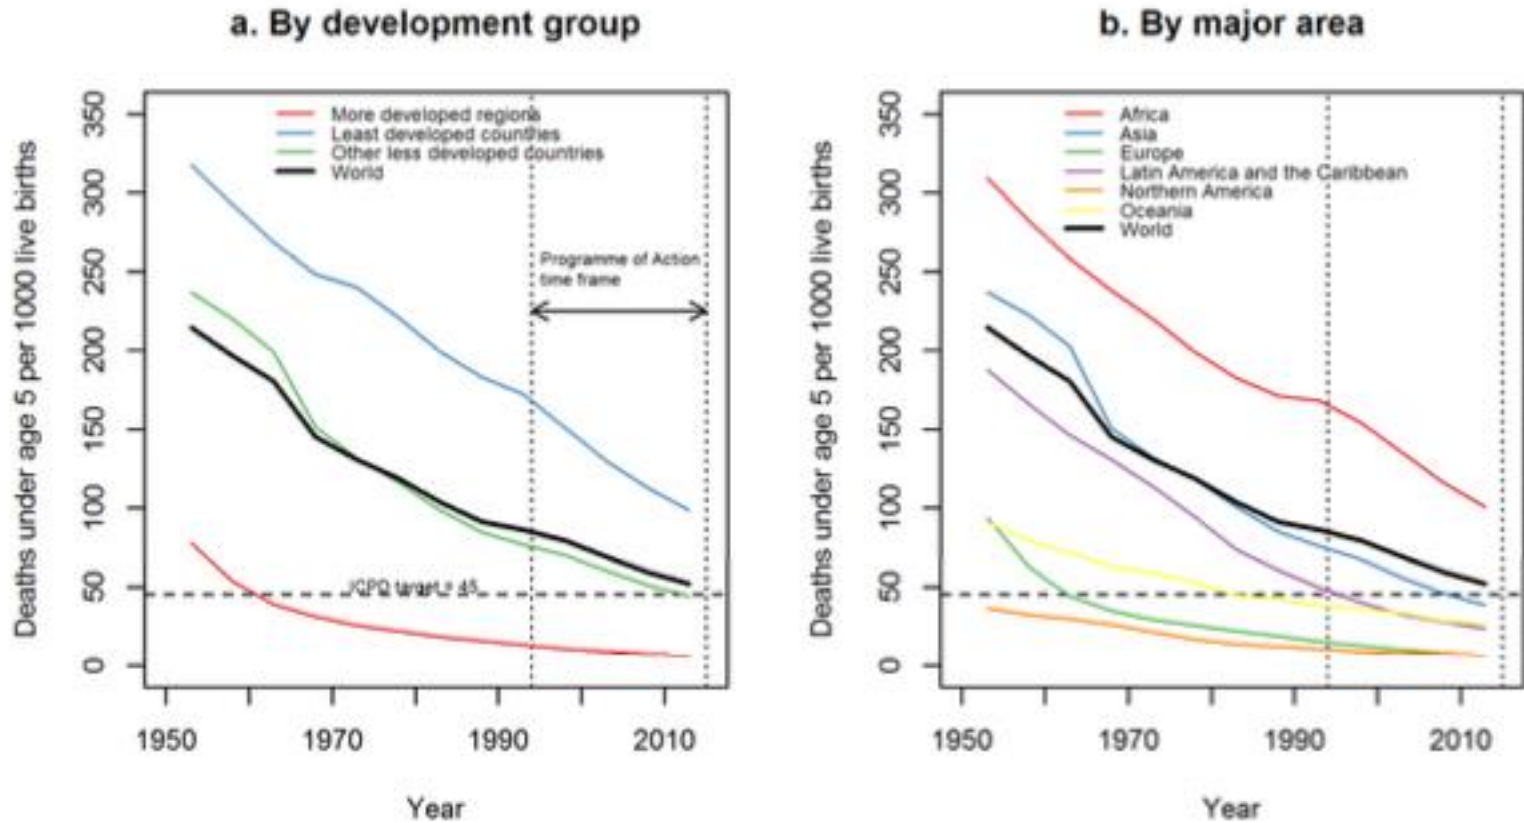 a. By development group
350
300
250
200
150
100
50
0
Deaths under age 5 per 1000 live births
More developed regions
Least developed countries
Other less developed countries
World
Programme of Action
time frame
ICPD target = 45
1950
1970
1990
2010
Year
b. By major area
350
300
250
200
150
100
50
0
Deaths under age 5 per 1000 live births
Africa
Asia
Europe
Latin America and the Caribbean
Northern America
Oceania
World
1950
1970
1990
2010
Year